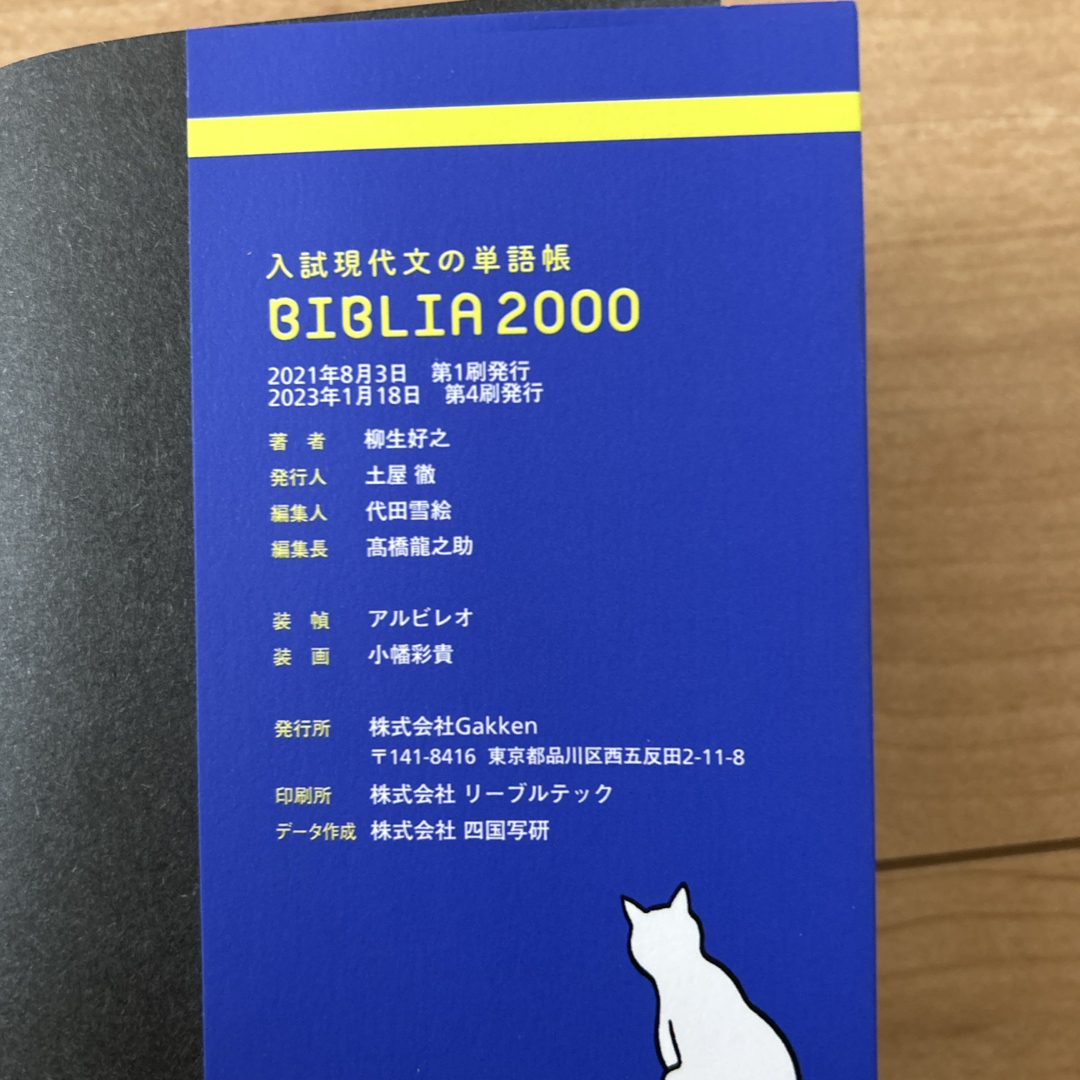 入試現代文の単語帳
BIBLIA2000
2021年8月3日 第1刷発行
2023年1月18日 第4刷発行
著 者 柳生好之
発行人 土屋 徹
編集人 代田雪絵
編集長 髙橋龍之助
装 幀 アルビレオ
装 画 小幡彩貴
発行所 株式会社Gakken
〒141-8416 東京都品川区西五反田2-11-8
印刷所 株式会社 リーブルテック
データ作成 株式会社 四国写研